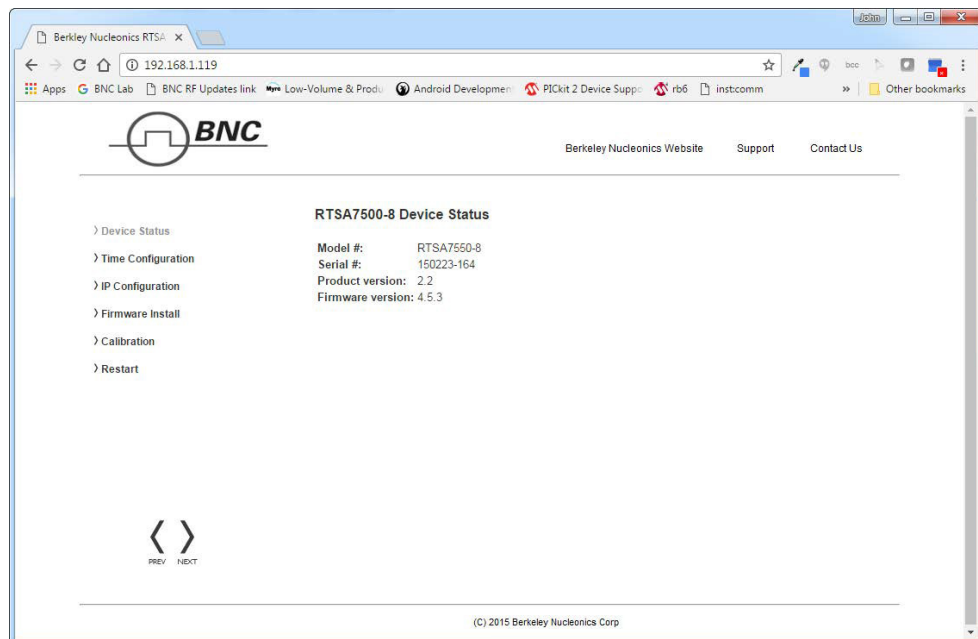 John
Berkley Nucleonics RTSA
192.168.1.119
bcc
Apps BNC Lab BNC RF Updates link Myro Low-Volume & Produ Android Developmen PICkit 2 Device Suppo rb6 inst:comm » Other bookmarks
BNC
Berkeley Nucleonics Website Support Contact Us
RTSA7500-8 Device Status
〉Device Status
Model #: RTSA7550-8
〉Time Configuration
Serial #: 150223-164
Product version: 2.2
〉IP Configuration
Firmware version: 4.5.3
〉Firmware Install
〉Calibration
〉Restart
PREV NEXT
(C) 2015 Berkeley Nucleonics Corp